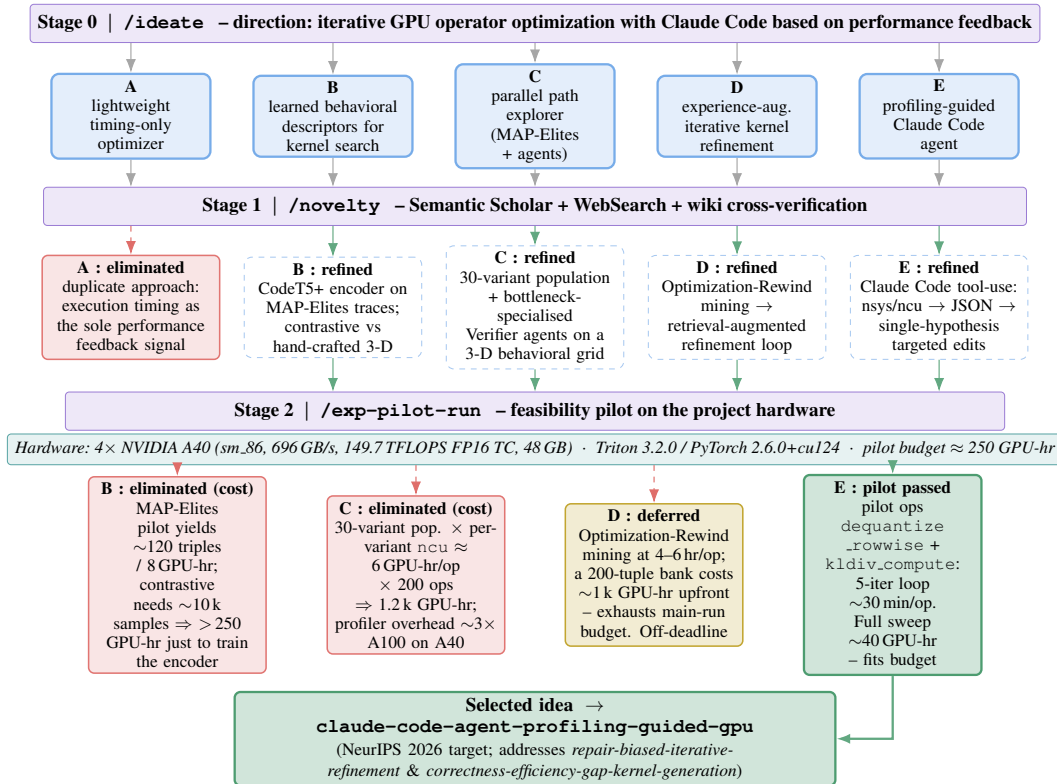 Stage 0 | /ideate – direction: iterative GPU operator optimization with Claude Code based on performance feedback
A
lightweight
timing-only
optimizer
B
learned behavioral
descriptors for
kernel search
C
parallel path
explorer
(MAP-Elites
+ agents)
D
experience-aug.
iterative kernel
refinement
E
profiling-guided
Claude Code
agent
Stage 1 | /novelty – Semantic Scholar + WebSearch + wiki cross-verification
A : eliminated
duplicate approach:
execution timing as
the sole performance
feedback signal
B : refined
CodeT5+ encoder on
MAP-Elites traces;
contrastive vs
hand-crafted 3-D
C : refined
30-variant population
+ bottleneck-
specialised
Verifier agents on a
3-D behavioral grid
D : refined
Optimization-Rewind
mining →
retrieval-augmented
refinement loop
E : refined
Claude Code tool-use:
nsys/ncu → JSON →
single-hypothesis
targeted edits
Stage 2 | /exp-pilot-run – feasibility pilot on the project hardware
Hardware: 4× NVIDIA A40 (sm_86, 696 GB/s, 149.7 TFLOPS FP16 TC, 48 GB) · Triton 3.2.0 / PyTorch 2.6.0+cu124 · pilot budget ≈ 250 GPU-hr
B : eliminated (cost)
MAP-Elites
pilot yields
∼120 triples
/ 8 GPU-hr;
contrastive
needs ∼10 k
samples ⇒ > 250
GPU-hr just to train
the encoder
C : eliminated (cost)
30-variant pop. × per-
variant ncu ≈
6 GPU-hr/op
× 200 ops
⇒ 1.2 k GPU-hr;
profiler overhead ∼3×
A100 on A40
D : deferred
Optimization-Rewind
mining at 4–6 hr/op;
a 200-tuple bank costs
∼1 k GPU-hr upfront
– exhausts main-run
budget. Off-deadline
E : pilot passed
pilot ops
dequantize
_rowwise +
kldiv_compute:
5-iter loop
∼30 min/op.
Full sweep
∼40 GPU-hr
– fits budget
Selected idea →
claude-code-agent-profiling-guided-gpu
(NeurIPS 2026 target; addresses repair-biased-iterative-
refinement & correctness-efficiency-gap-kernel-generation)